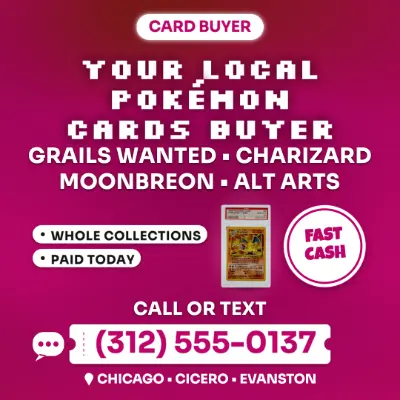 CARD BUYER
YOUR LOCAL
POKÉMON
CARDS BUYER
GRAILS WANTED • CHARIZARD
MOONBREON • ALT ARTS
• WHOLE COLLECTIONS
• PAID TODAY
FAST
CASH
CALL OR TEXT
(312) 555-0137
CHICAGO • CICERO • EVANSTON